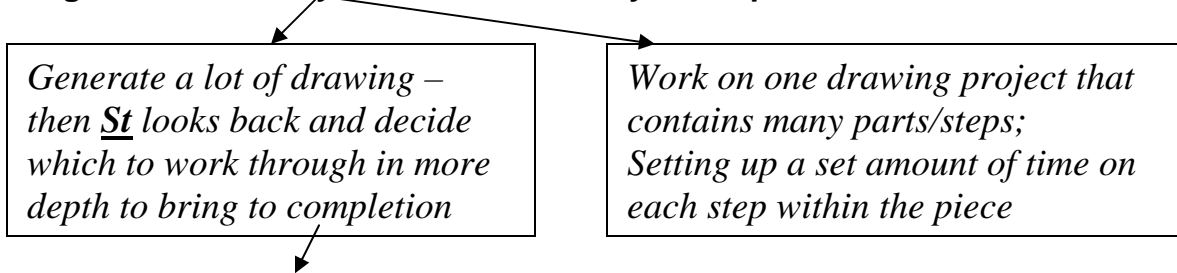 Generate a lot of drawing –
then St looks back and decide
which to work through in more
depth to bring to completion
Work on one drawing project that
contains many parts/steps;
Setting up a set amount of time on
each step within the piece